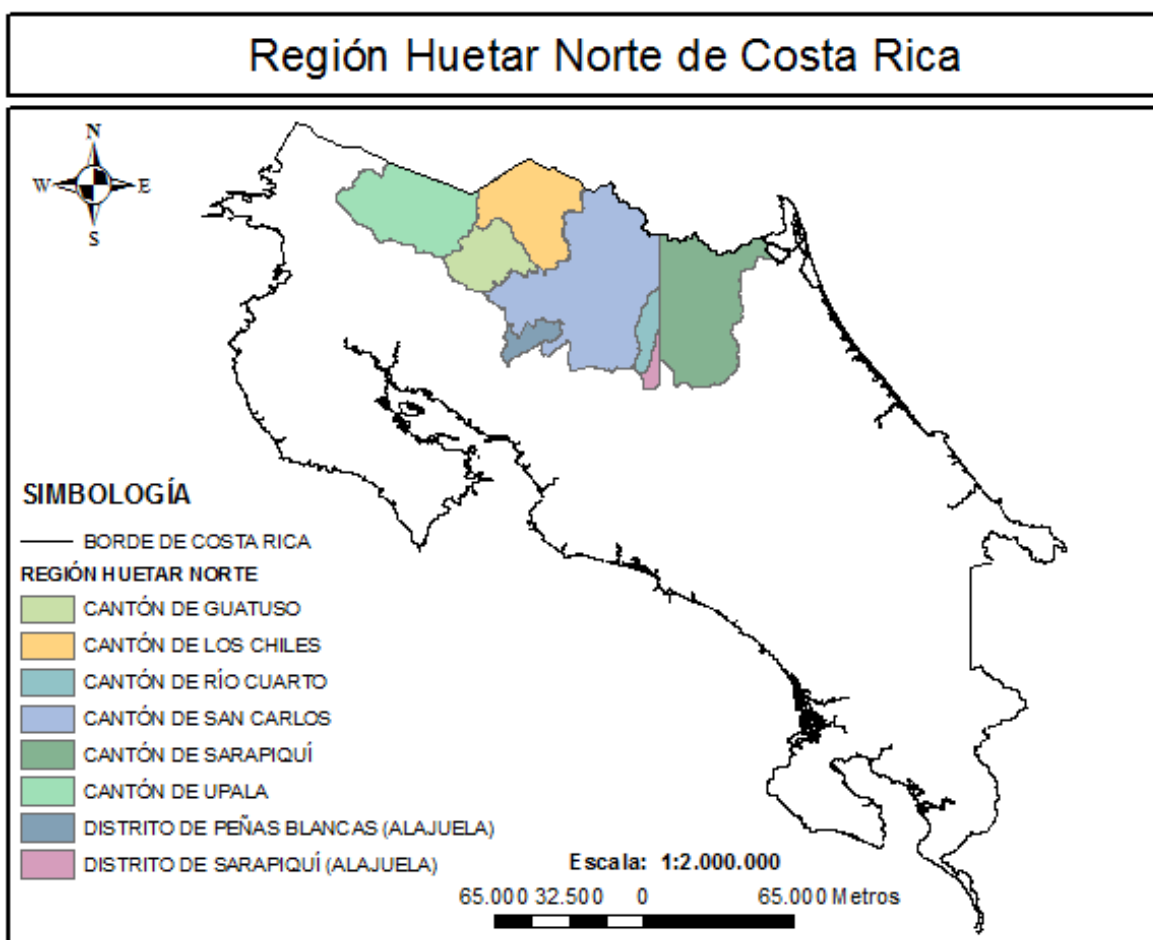 Región Huetar Norte de Costa Rica
N
W E
S
SIMBOLOGÍA
BORDE DE COSTA RICA
REGIÓN HUETAR NORTE
CANTÓN DE GUATUSO
CANTÓN DE LOS CHILES
CANTÓN DE RÍO CUARTO
CANTÓN DE SAN CARLOS
CANTÓN DE SARAPIQUÍ
CANTÓN DE UPALA
DISTRITO DE PEÑAS BLANCAS (ALAJUELA)
DISTRITO DE SARAPIQUÍ (ALAJUELA)
Escala: 1:2.000.000
65.000 32.500 0 65.000 Metros